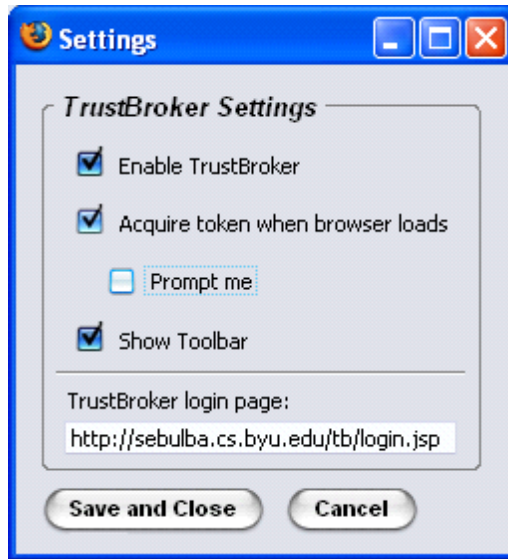 Settings
TrustBroker Settings
Enable TrustBroker
Acquire token when browser loads
Prompt me
Show Toolbar
TrustBroker login page:
http://sebulba.cs.byu.edu/tb/login.jsp
Save and Close Cancel